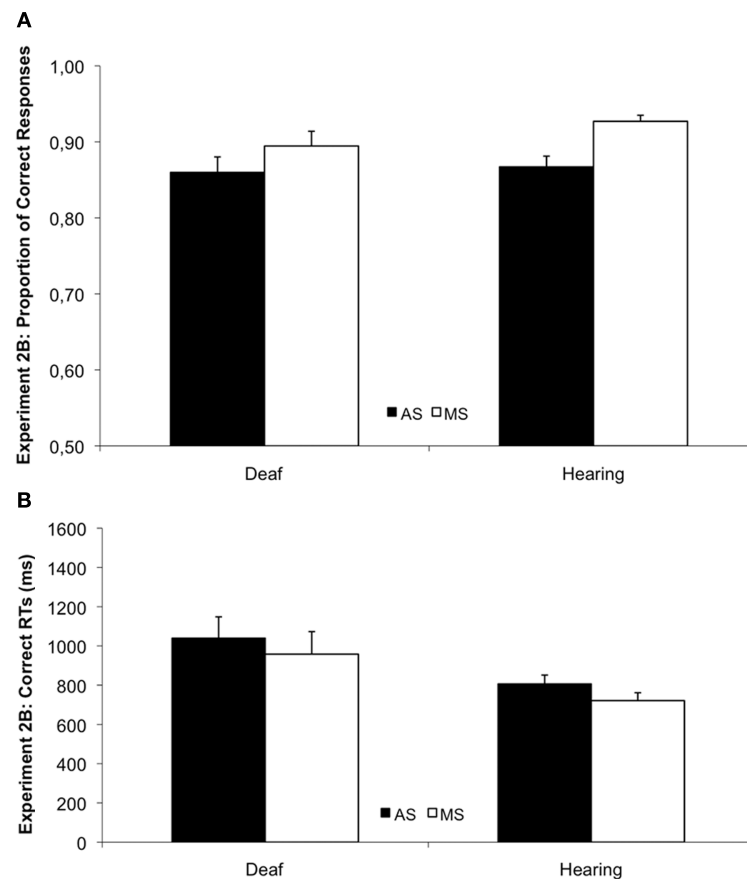 A
Experiment 2B: Proportion of Correct Responses
1,00
0,90
0,80
0,70
0,60
0,50
AS MS
Deaf Hearing
B
Experiment 2B: Correct RTs (ms)
1600
1400
1200
1000
800
600
400
200
0
AS MS
Deaf Hearing